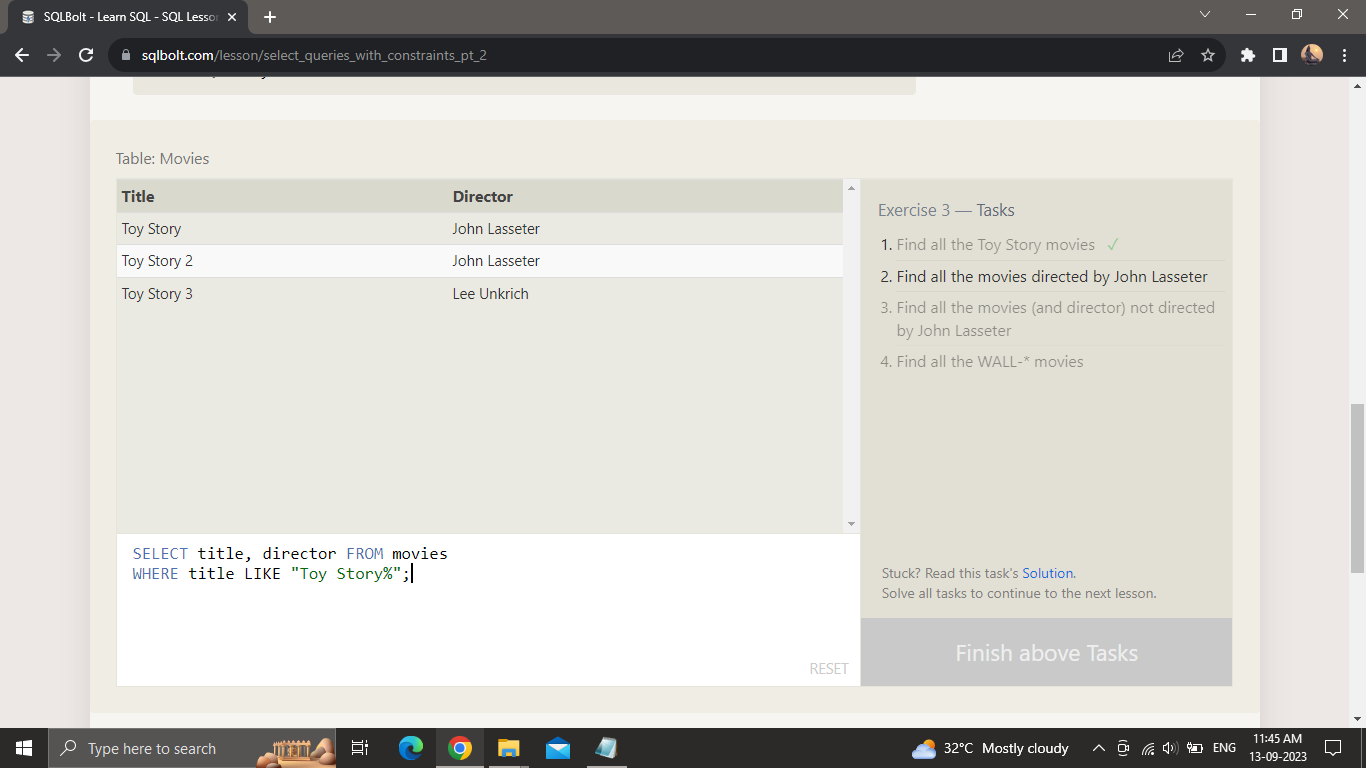 SQLBolt - Learn SQL - SQL Lesson
sqlbolt.com/lesson/select_queries_with_constraints_pt_2
Table: Movies
Title Director
Toy Story John Lasseter
Toy Story 2 John Lasseter
Toy Story 3 Lee Unkrich
Exercise 3 — Tasks
1. Find all the Toy Story movies ✓
2. Find all the movies directed by John Lasseter
3. Find all the movies (and director) not directed
by John Lasseter
4. Find all the WALL-* movies
SELECT title, director FROM movies
WHERE title LIKE "Toy Story%";
RESET
Stuck? Read this task's Solution.
Solve all tasks to continue to the next lesson.
Finish above Tasks
Type here to search
32°C Mostly cloudy
ENG
11:45 AM
13-09-2023